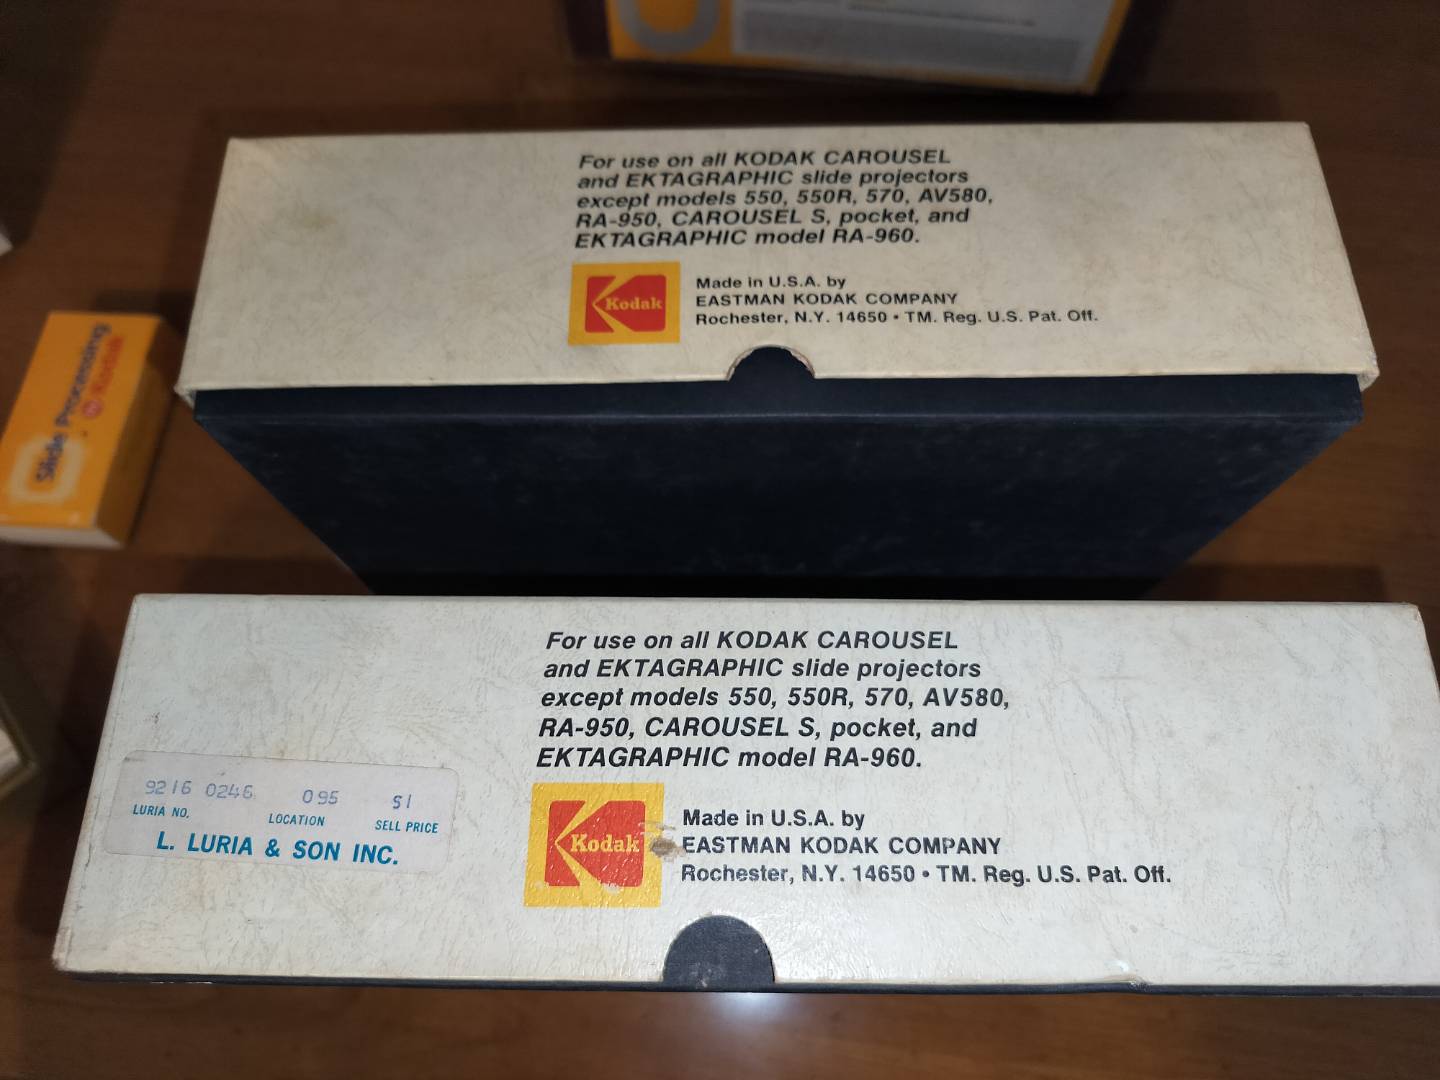 For use on all KODAK CAROUSEL
and EKTAGRAPHIC slide projectors
except models 550, 550R, 570, AV580,
RA-950, CAROUSEL S, pocket, and
EKTAGRAPHIC model RA-960.
Kodak
Made in U.S.A. by
EASTMAN KODAK COMPANY
Rochester, N.Y. 14650 • TM. Reg. U.S. Pat. Off.
Slide Processing
Kodak
For use on all KODAK CAROUSEL
and EKTAGRAPHIC slide projectors
except models 550, 550R, 570, AV580,
RA-950, CAROUSEL S, pocket, and
EKTAGRAPHIC model RA-960.
9216 0246 095 51
LURIA NO. LOCATION SELL PRICE
L. LURIA & SON INC.
Kodak
Made in U.S.A. by
EASTMAN KODAK COMPANY
Rochester, N.Y. 14650 • TM. Reg. U.S. Pat. Off.